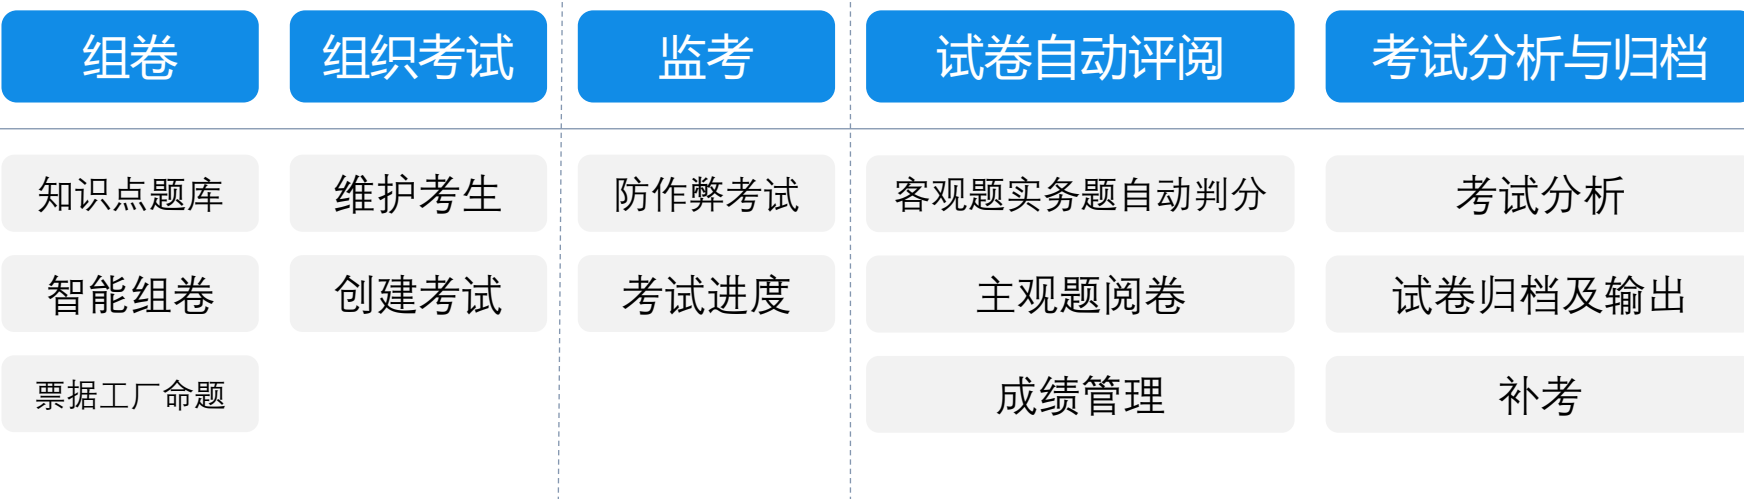 组卷
组织考试
监考
试卷自动评阅
考试分析与归档
知识点题库
维护考生
防作弊考试
客观题实务题自动判分
考试分析
智能组卷
创建考试
考试进度
主观题阅卷
试卷归档及输出
票据工厂命题
成绩管理
补考